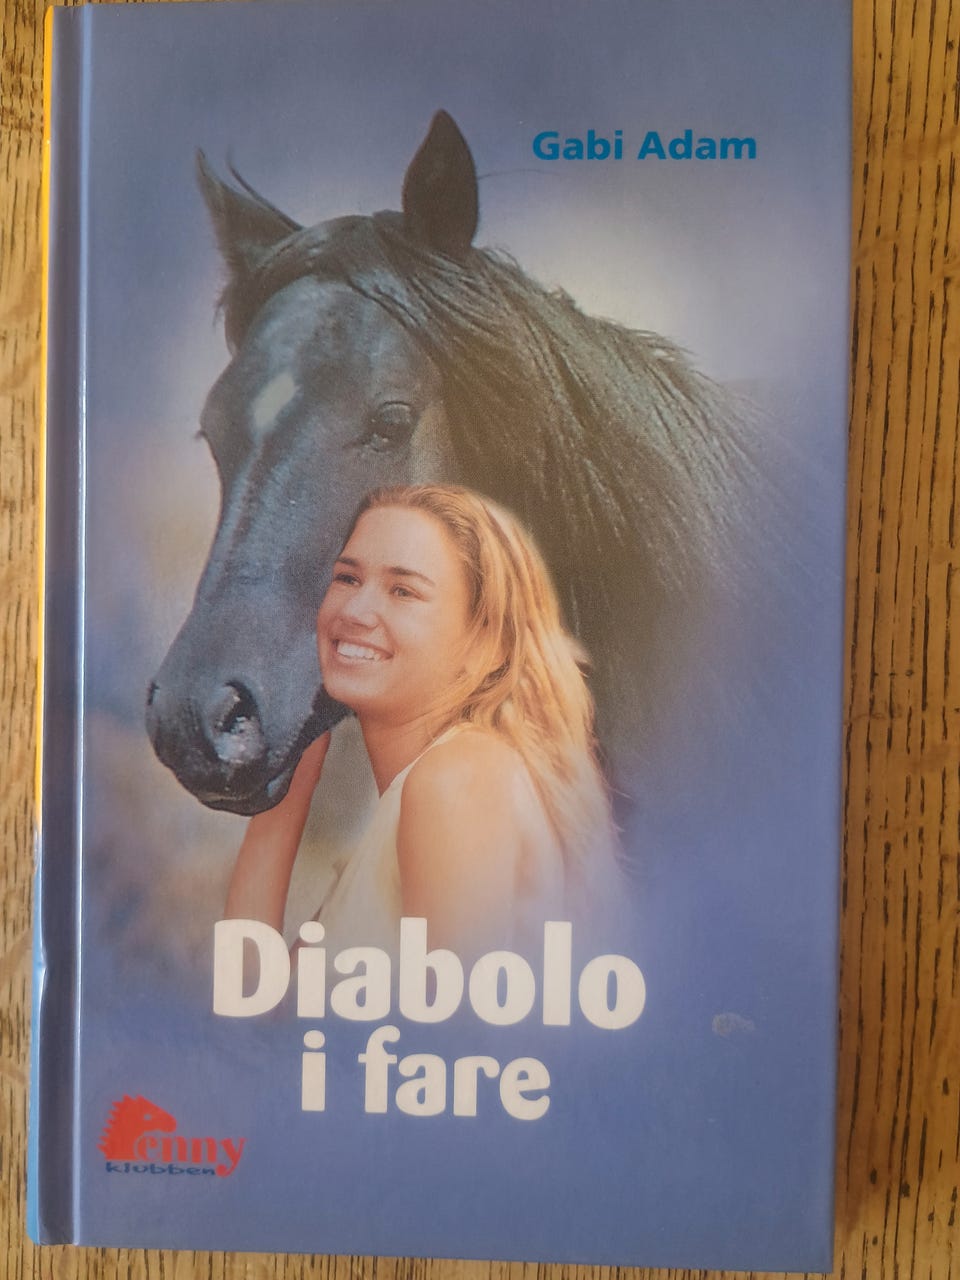 Gabi Adam
Diabolo
i fare
Penny
klubben